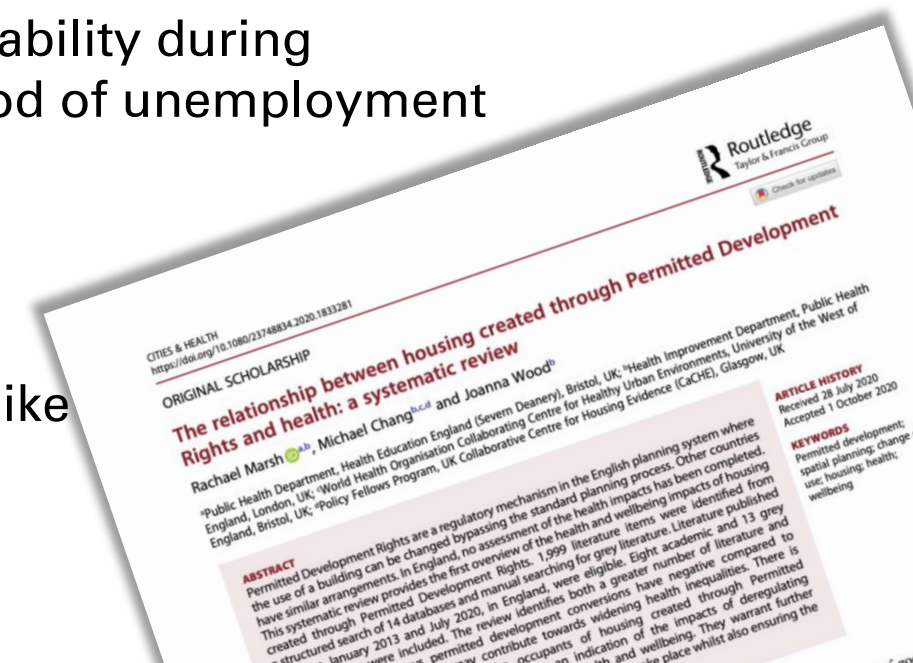 ability during
od of unemployment
ike
ROUTLEDGE
Routledge
Taylor & Francis Group
Check for updates
CITIES & HEALTH
https://doi.org/10.1080/23748834.2020.1833281
ORIGINAL SCHOLARSHIP
The relationship between housing created through Permitted Development
Rights and health: a systematic review
Rachael Marsh a,b, Michael Chang b,c,d and Joanna Wood b
aPublic Health Department, Health Education England (Severn Deanery), Bristol, UK; bHealth Improvement Department, Public Health
England, London, UK; cWorld Health Organisation Collaborating Centre for Healthy Urban Environments, University of the West of
England, Bristol, UK; dPolicy Fellows Program, UK Collaborative Centre for Housing Evidence (CaCHE), Glasgow, UK
ARTICLE HISTORY
Received 28 July 2020
Accepted 1 October 2020
KEYWORDS
Permitted development;
spatial planning; change
use; housing; health;
wellbeing
ABSTRACT
Permitted Development Rights are a regulatory mechanism in the English planning system where
the use of a building can be changed bypassing the standard planning process. Other countries
have similar arrangements. In England, no assessment of the health impacts has been completed.
This systematic review provides the first overview of the health and wellbeing impacts of housing
created through Permitted Development Rights. 1,999 literature items were identified from
structured search of 14 databases and manual searching for grey literature. Literature published
January 2013 and July 2020, in England, were eligible. Eight academic and 13 grey
were included. The review identifies both a greater number of literature and
permitted development conversions have negative compared to
may contribute towards widening health inequalities. There is
occupants of housing created through Permitted
an indication of the impacts of deregulating
and wellbeing. They warrant further
ke place whilst also ensuring the